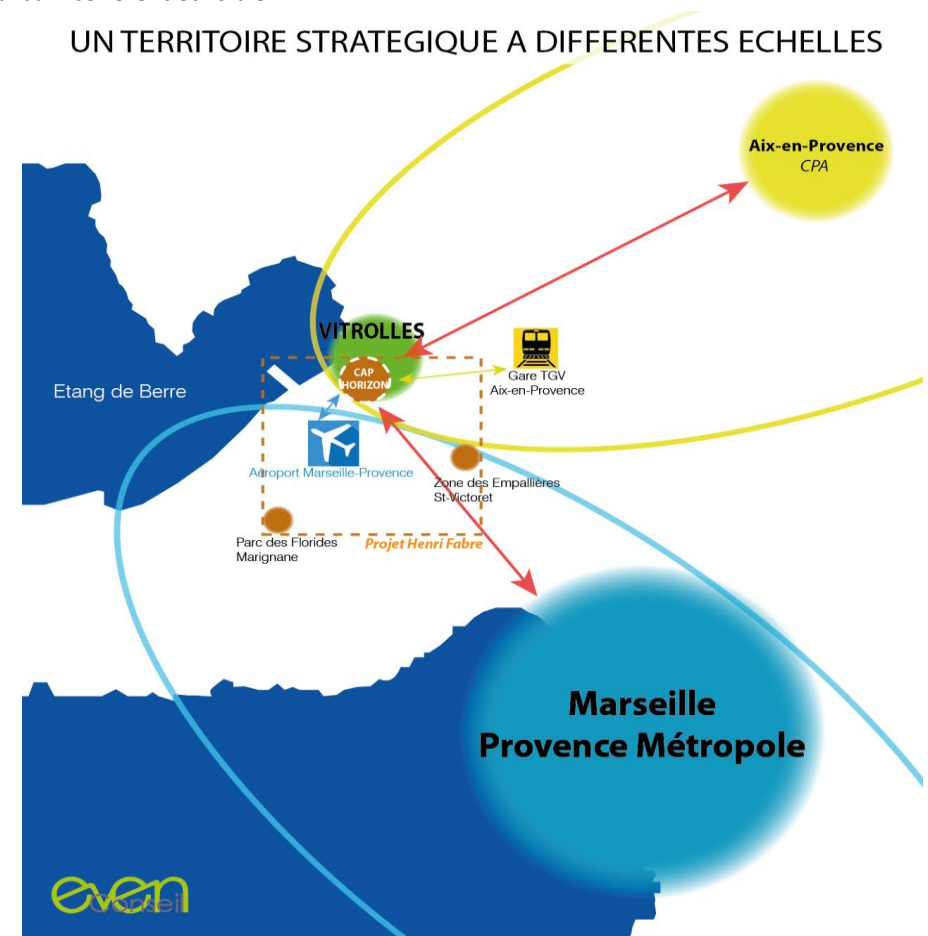 UN TERRITOIRE STRATEGIQUE A DIFFERENTES ECHELLES
Aix-en-Provence
CPA
VITROLLES
CAP
HORIZON
Gare TGV
Aix-en-Provence
Etang de Berre
Aéroport Marseille-Provence
Zone des Empallières
St-Victoret
Parc des Florides
Marignane
Projet Henri Fabre
Marseille
Provence Métropole
even
Conseil